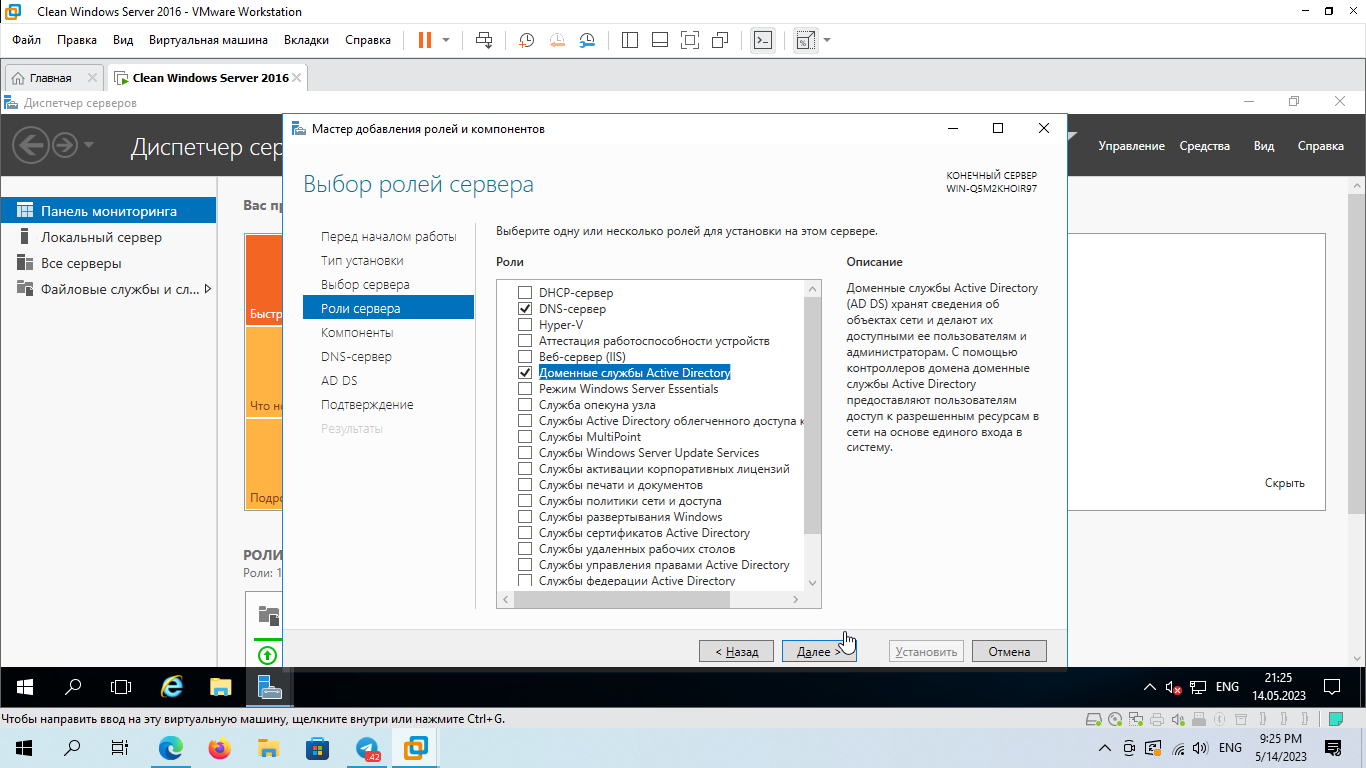 Clean Windows Server 2016 - VMware Workstation
Файл Правка Вид Виртуальная машина Вкладки Справка
Главная Clean Windows Server 2016
Диспетчер серверов
Диспетчер сер
Управление Средства Вид Справка
Мастер добавления ролей и компонентов
Выбор ролей сервера
КОНЕЧНЫЙ СЕРВЕР
WIN-Q5M2KHOIR97
Панель мониторинга
Локальный сервер
Все серверы
Файловые службы и сл...
Вас пр
Быстр
Что н
Подро
РОЛИ
Роли: 1
Скрыть
Перед началом работы
Тип установки
Выбор сервера
Роли сервера
Компоненты
DNS-сервер
AD DS
Подтверждение
Результаты
Выберите одну или несколько ролей для установки на этом сервере.
Роли
DHCP-сервер
DNS-сервер
Hyper-V
Аттестация работоспособности устройств
Веб-сервер (IIS)
Доменные службы Active Directory
Режим Windows Server Essentials
Служба опекуна узла
Службы Active Directory облегченного доступа к
Службы MultiPoint
Службы Windows Server Update Services
Службы активации корпоративных лицензий
Службы печати и документов
Службы политики сети и доступа
Службы развертывания Windows
Службы сертификатов Active Directory
Службы удаленных рабочих столов
Службы управления правами Active Directory
Службы федерации Active Directory
Описание
Доменные службы Active Directory
(AD DS) хранят сведения об
объектах сети и делают их
доступными ее пользователям и
администраторам. С помощью
контроллеров домена доменные
службы Active Directory
предоставляют пользователям
доступ к разрешенным ресурсам в
сети на основе единого входа в
систему.
< Назад Далее > Установить Отмена
ENG
21:25
14.05.2023
Чтобы направить ввод на эту виртуальную машину, щелкните внутри или нажмите Ctrl+G.
42
ENG
9:25 PM
5/14/2023